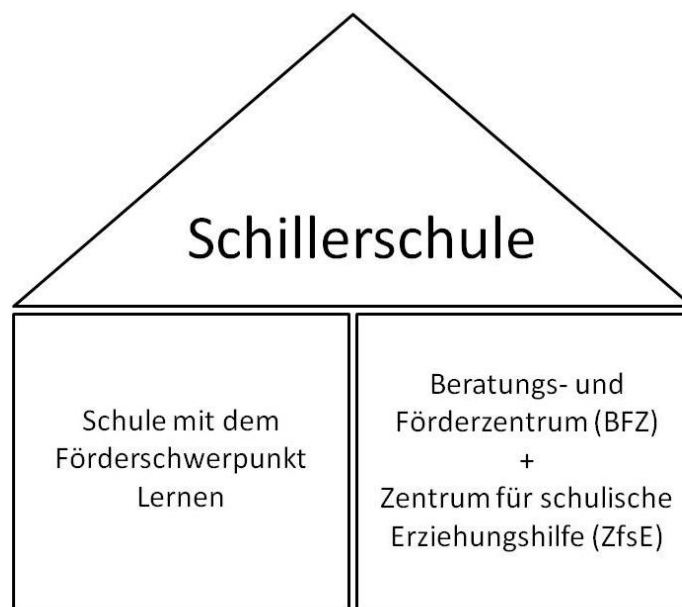 Schillerschule
Schule mit dem
Förderschwerpunkt
Lernen
Beratungs- und
Förderzentrum (BFZ)
+
Zentrum für schulische
Erziehungshilfe (ZfsE)